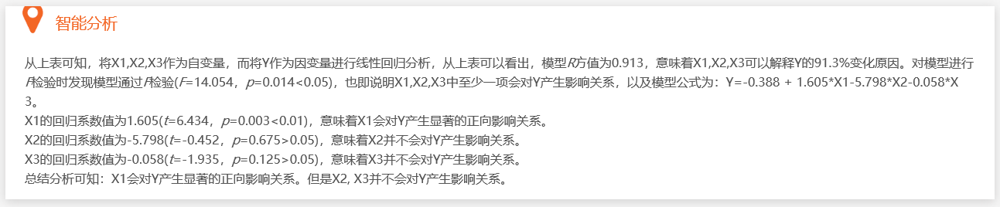 智能分析
从上表可知，将X1,X2,X3作为自变量，而将Y作为因变量进行线性回归分析，从上表可以看出，模型R方值为0.913，意味着X1,X2,X3可以解释Y的91.3%变化原因。对模型进行
F检验时发现模型通过F检验(F=14.054，p=0.014<0.05)，也即说明X1,X2,X3中至少一项会对Y产生影响关系，以及模型公式为：Y=-0.388 + 1.605*X1-5.798*X2-0.058*X
3。
X1的回归系数值为1.605(t=6.434，p=0.003<0.01)，意味着X1会对Y产生显著的正向影响关系。
X2的回归系数值为-5.798(t=-0.452，p=0.675>0.05)，意味着X2并不会对Y产生影响关系。
X3的回归系数值为-0.058(t=-1.935，p=0.125>0.05)，意味着X3并不会对Y产生影响关系。
总结分析可知：X1会对Y产生显著的正向影响关系。但是X2, X3并不会对Y产生影响关系。